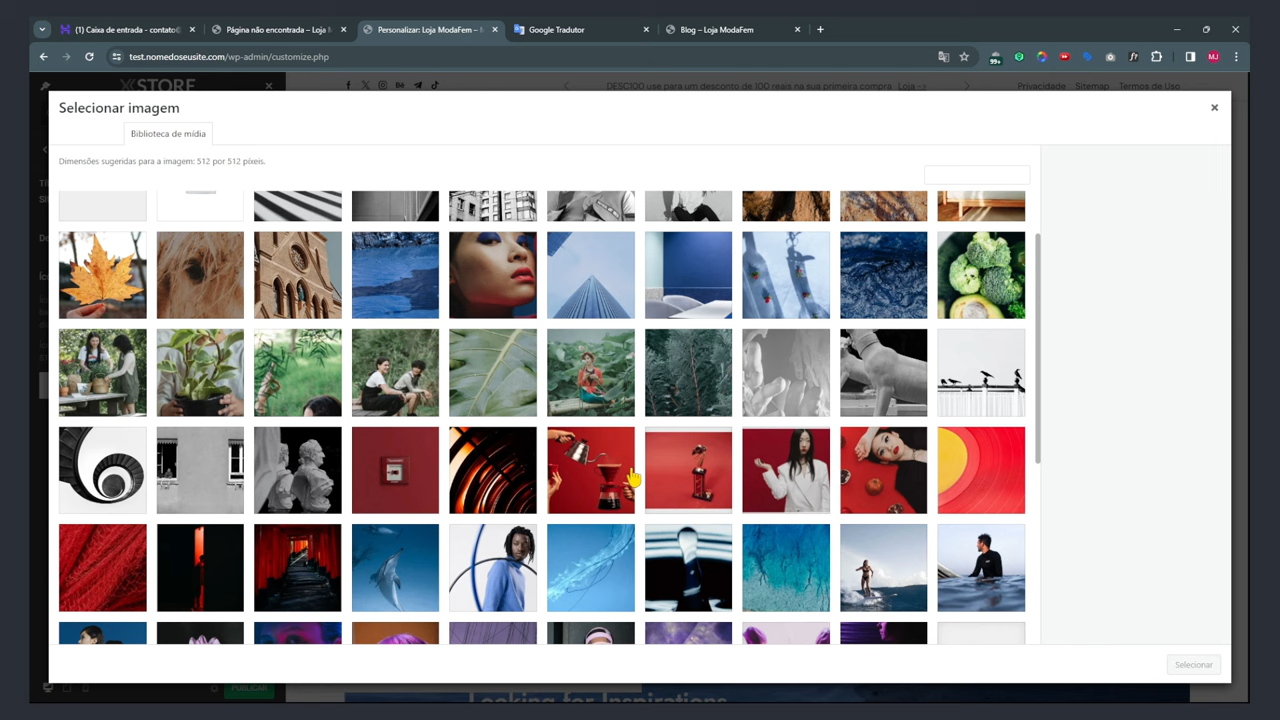 (1) Caixa de entrada - contato@
Página não encontrada – Loja M
Personalizar: Loja ModaFem –
Google Tradutor
Blog – Loja ModaFem
test.nomedoseusite.com/wp-admin/customize.php
99+
MJ
XSTORE
DESC100 use para um desconto de 100 reais na sua primeira compra
Loja -
Privacidade
Sitemap
Termos de Uso
Selecionar imagem
Biblioteca de mídia
Dimensões sugeridas para a imagem: 512 por 512 pixels.
Selecionar
PUBLICAR
Looking for Inspirations